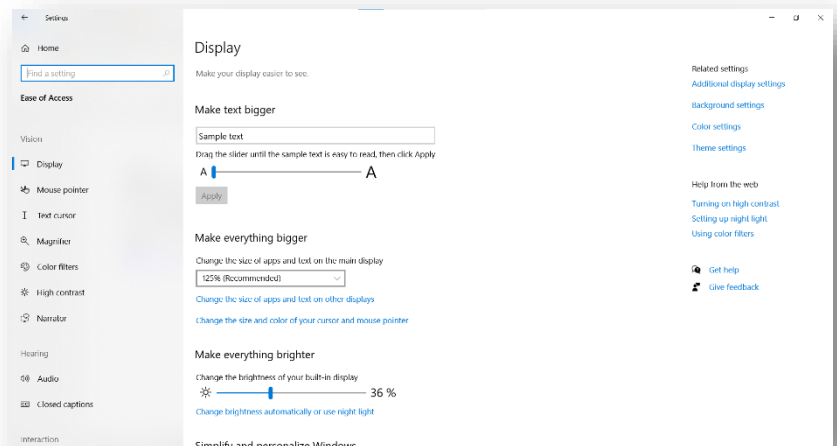 Settings
Home
Find a setting
Ease of Access
Vision
Display
Mouse pointer
Text cursor
Magnifier
Color filters
High contrast
Narrator
Hearing
Audio
Closed captions
Interaction
Display
Make your display easier to see.
Make text bigger
Sample text
Drag the slider until the sample text is easy to read, then click Apply
A A
Apply
Make everything bigger
Change the size of apps and text on the main display
125% (Recommended)
Change the size of apps and text on other displays
Change the size and color of your cursor and mouse pointer
Make everything brighter
Change the brightness of your built-in display
36 %
Change brightness automatically or use night light
Simplify and personalize Windows
Related settings
Additional display settings
Background settings
Color settings
Theme settings
Help from the web
Turning on high contrast
Setting up night light
Using color filters
Get help
Give feedback